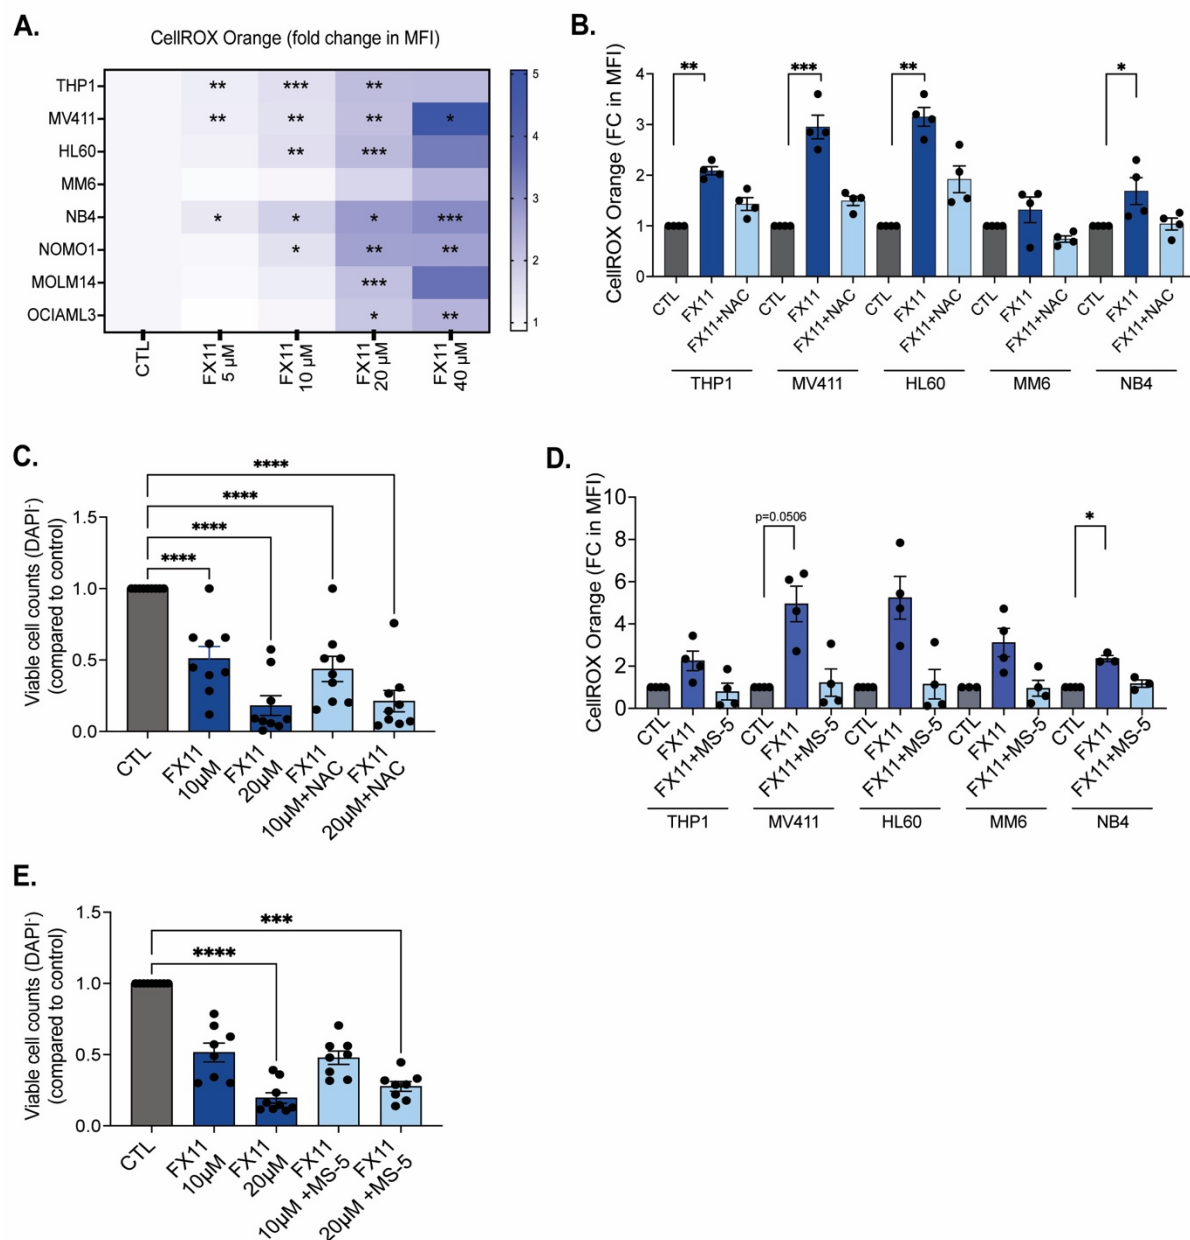 A.
CellROX Orange (fold change in MFI)
THP1 ** *** **
MV411 ** ** ** *
HL60 ** ***
MM6
NB4 * * * ***
NOMO1 * ** **
MOLM14 ***
OCIAML3 * **
5
4
3
2
1
CTL
FX11
5 µM
FX11
10 µM
FX11
20 µM
FX11
40 µM
B.
CellROX Orange (FC in MFI)
4
3
2
1
0
** *** ** *
CTL FX11 FX11+NAC CTL FX11 FX11+NAC CTL FX11 FX11+NAC CTL FX11 FX11+NAC CTL FX11 FX11+NAC
THP1 MV411 HL60 MM6 NB4
C.
Viable cell counts (DAPI⁻)
(compared to control)
1.5
1.0
0.5
0.0
****
****
****
****
CTL
FX11
10µM
FX11
20µM
FX11
10µM+NAC
FX11
20µM+NAC
D.
CellROX Orange (FC in MFI)
10
8
6
4
2
0
p=0.0506
*
CTL FX11 FX11+MS-5 CTL FX11 FX11+MS-5 CTL FX11 FX11+MS-5 CTL FX11 FX11+MS-5 CTL FX11 FX11+MS-5
THP1 MV411 HL60 MM6 NB4
E.
Viable cell counts (DAPI⁻)
(compared to control)
1.5
1.0
0.5
0.0
***
****
CTL
FX11
10µM
FX11
20µM
FX11
10µM +MS-5
FX11
20µM +MS-5